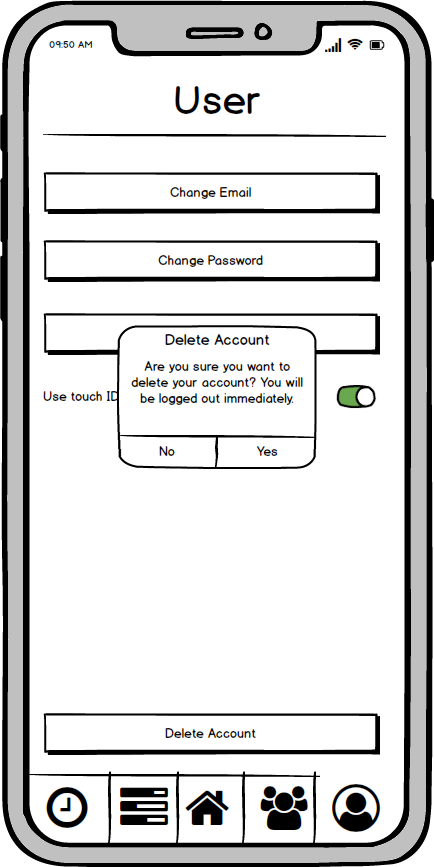 09:50 AM
User
Change Email
Change Password
Delete Account
Are you sure you want to
delete your account? You will
be logged out immediately.
Use touch ID
No
Yes
Delete Account